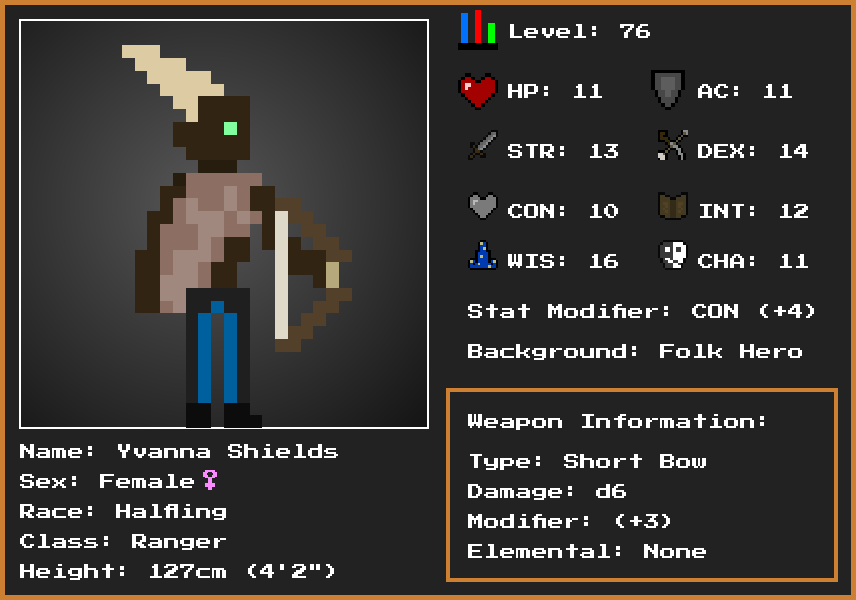 Level: 76
HP: 11
AC: 11
STR: 13
DEX: 14
CON: 10
INT: 12
WIS: 16
CHA: 11
Stat Modifier: CON (+4)
Background: Folk Hero
Weapon Information:
Type: Short Bow
Damage: d6
Modifier: (+3)
Elemental: None
Name: Yvanna Shields
Sex: Female♀
Race: Halfling
Class: Ranger
Height: 127cm (4'2")